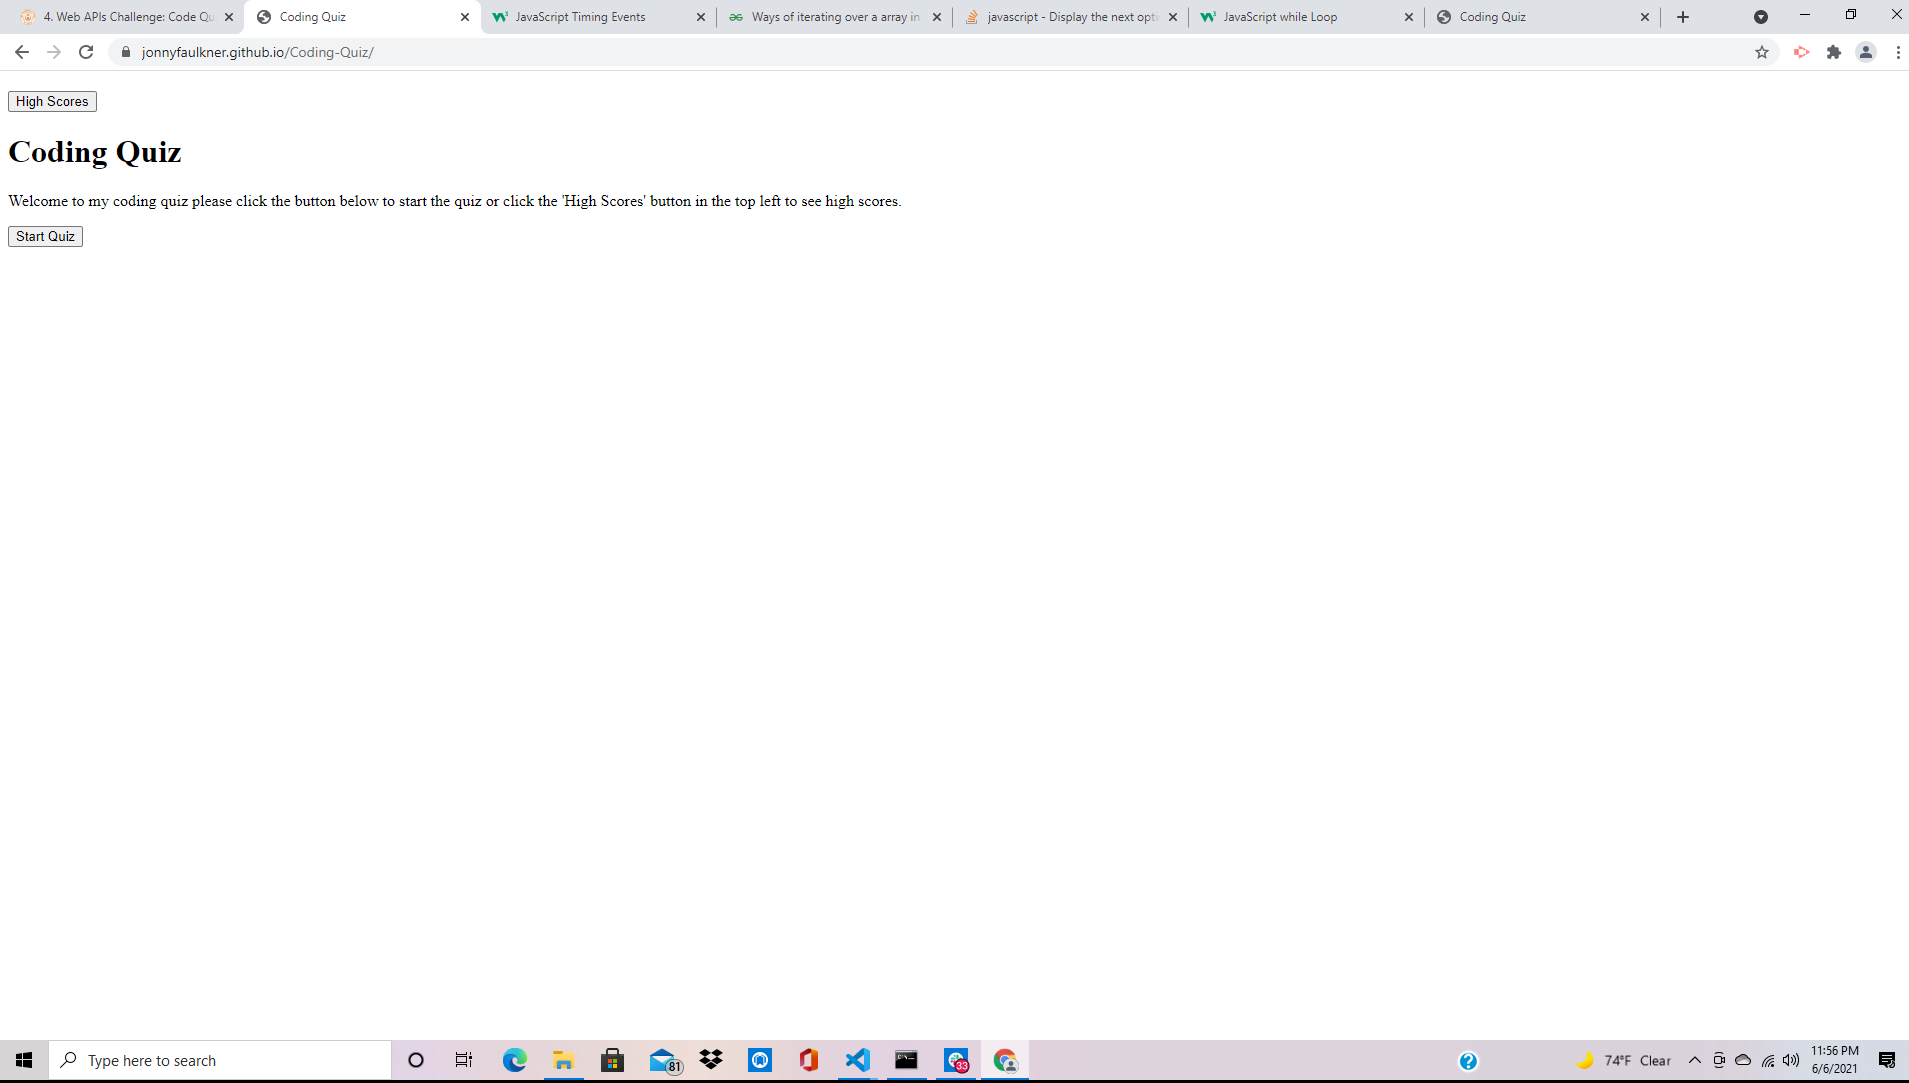 4. Web APIs Challenge: Code Qu
Coding Quiz
JavaScript Timing Events
Ways of iterating over a array in
javascript - Display the next opti
JavaScript while Loop
Coding Quiz
jonnyfaulkner.github.io/Coding-Quiz/
High Scores
Coding Quiz
Welcome to my coding quiz please click the button below to start the quiz or click the 'High Scores' button in the top left to see high scores.
Start Quiz
Type here to search
81
33
74°F Clear
11:56 PM
6/6/2021